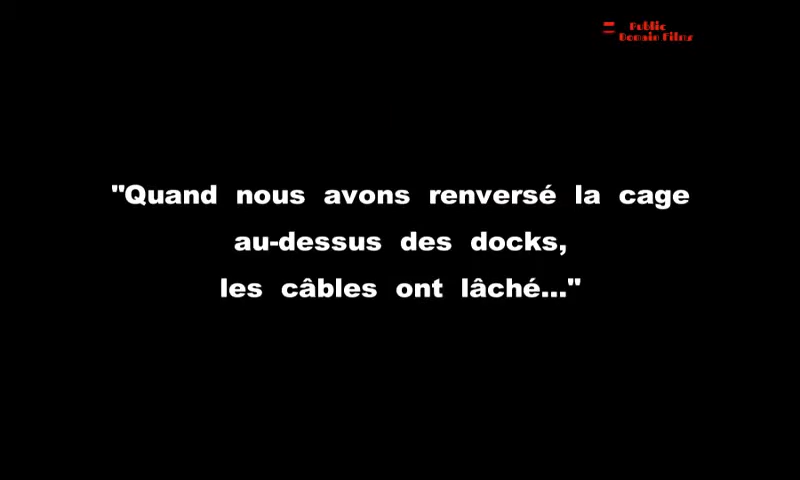 Public
Domain Films
"Quand nous avons renversé la cage
au-dessus des docks,
les câbles ont lâché..."